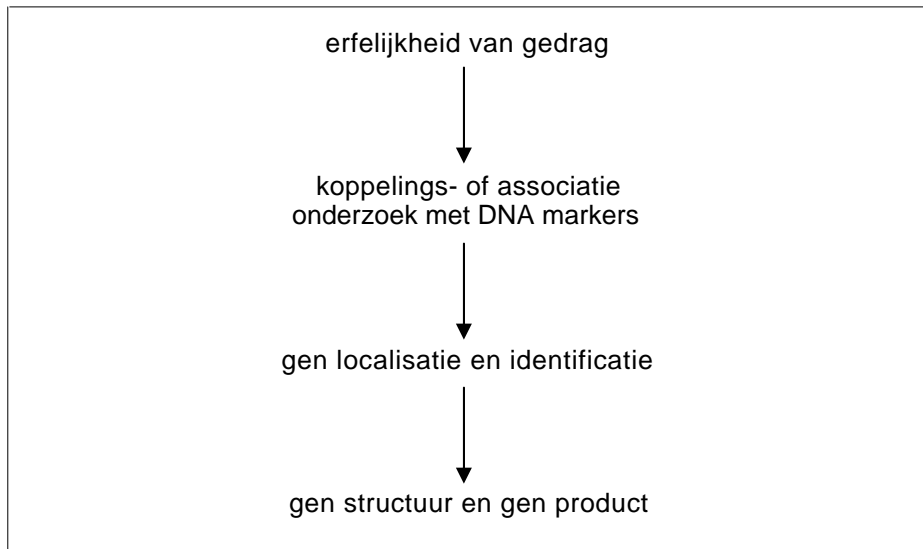 erfelijkheid van gedrag
koppelings- of associatie
onderzoek met DNA markers
gen localisatie en identificatie
gen structuur en gen product